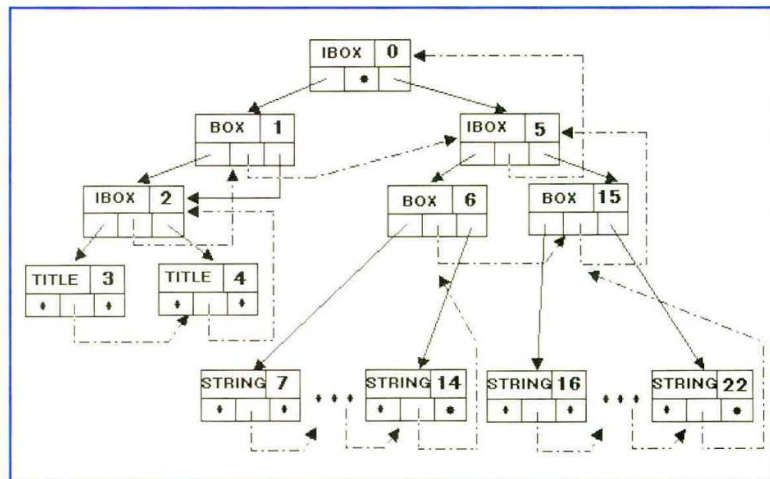 IBOX 0
BOX 1
IBOX 5
IBOX 2
BOX 6
BOX 15
TITLE 3
TITLE 4
STRING 7
STRING 14
STRING 16
STRING 22